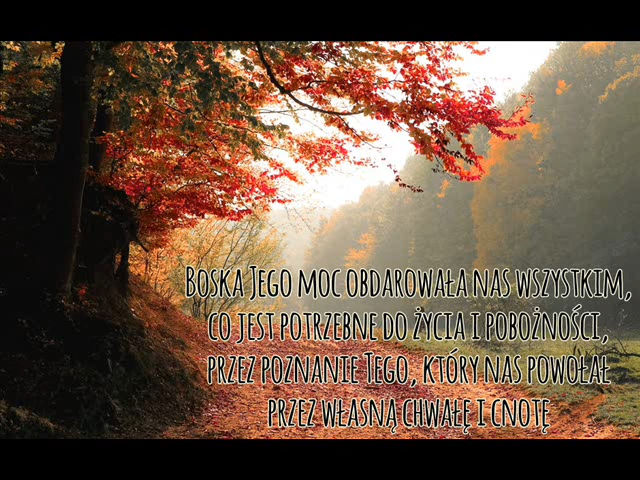 Boska Jego moc obdarowała nas wszystkim,
co jest potrzebne do życia i pobożności,
przez poznanie Tego, który nas powołał
przez własną chwałę i cnotę